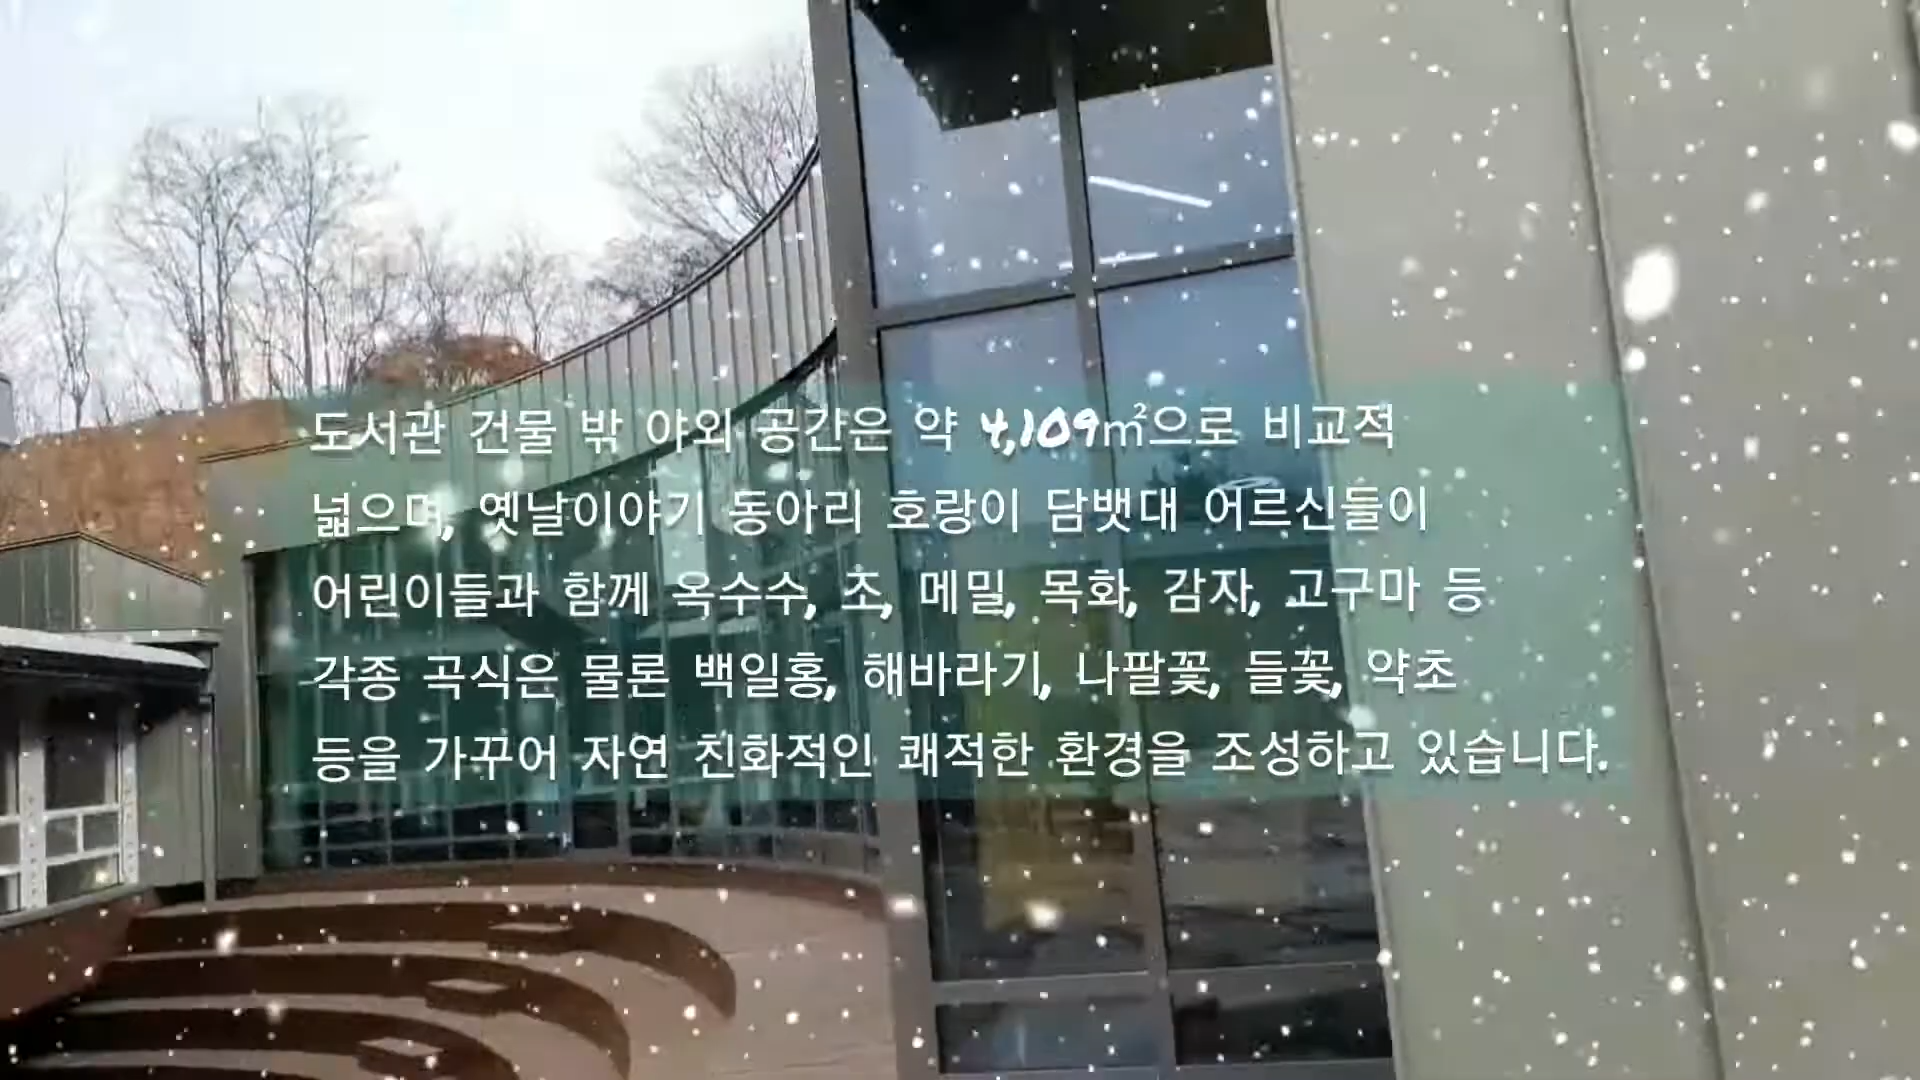 도서관 건물 밖 야외 공간은 약 4,109㎡으로 비교적
넓으며, 옛날이야기 동아리 호랑이 담뱃대 어르신들이
어린이들과 함께 옥수수, 조, 메밀, 목화, 감자, 고구마 등
각종 곡식은 물론 백일홍, 해바라기, 나팔꽃, 들꽃, 약초
등을 가꾸어 자연 친화적인 쾌적한 환경을 조성하고 있습니다.